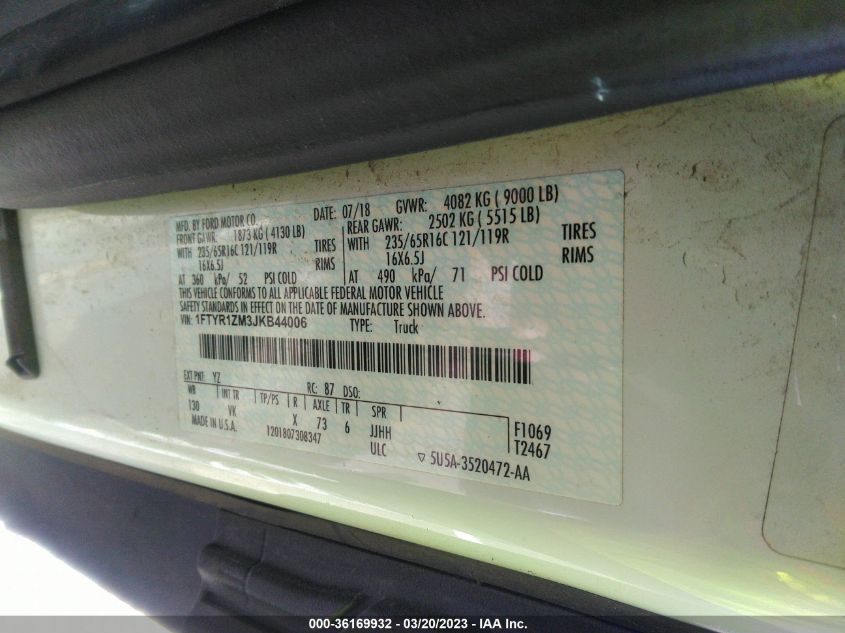 MFD. BY FORD MOTOR CO. DATE: 07/18 GVWR: 4082 KG ( 9000 LB)
FRONT GAWR: 1873 KG ( 4130 LB) REAR GAWR: 2502 KG ( 5515 LB)
WITH 235/65R16C 121/119R TIRES WITH 235/65R16C 121/119R TIRES
16X6.5J RIMS 16X6.5J RIMS
AT 360 kPa/ 52 PSI COLD AT 490 kPa/ 71 PSI COLD
THIS VEHICLE CONFORMS TO ALL APPLICABLE FEDERAL MOTOR VEHICLE
SAFETY STANDARDS IN EFFECT ON THE DATE OF MANUFACTURE SHOWN ABOVE.
VIN: 1FTYR1ZM3JKB44006 TYPE: Truck
EXT PNT: YZ RC: 87 DSO:
WB INT TR TP/PS R AXLE TR SPR
130 VK X 73 6 JJHH F1069
MADE IN U.S.A. 1201807308347 ULC T2467
▽ 5U5A-3520472-AA
000-36169932 - 03/20/2023 - IAA Inc.